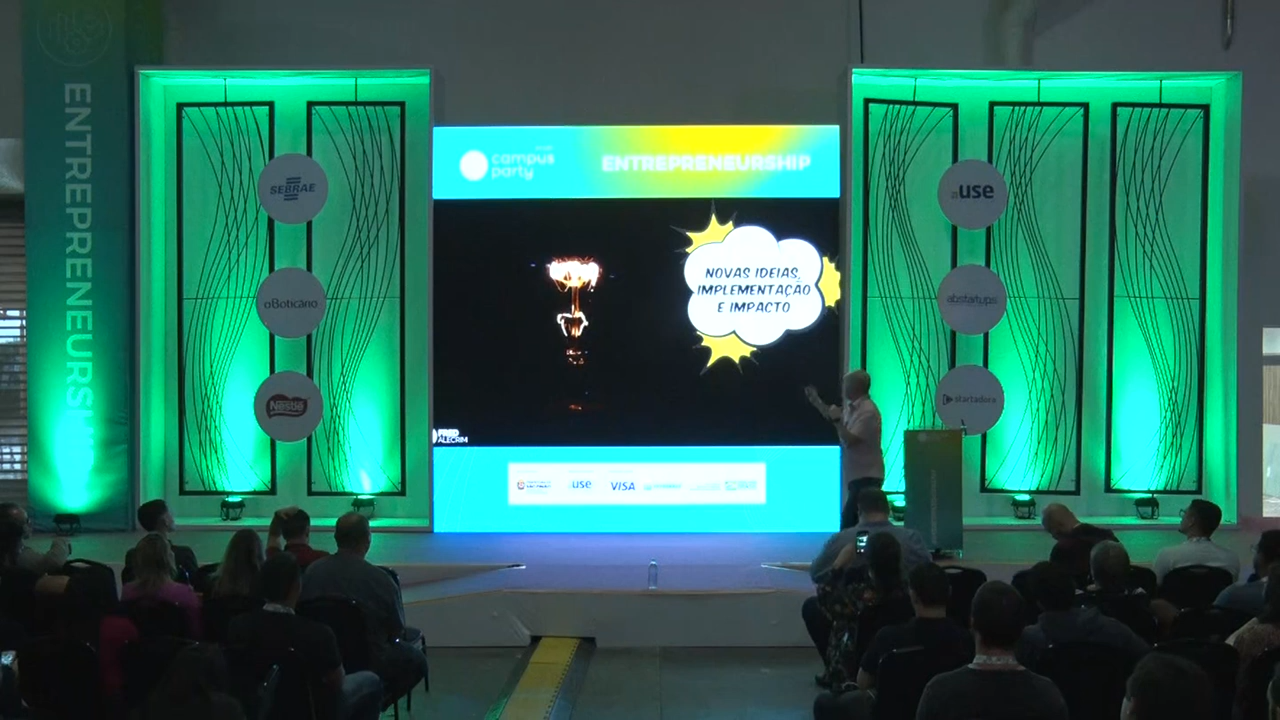 ENTREPRENEURSHIP
SEBRAE
oBoticário
Nestlé
campus
party
ENTREPRENEURSHIP
NOVAS IDEIAS,
IMPLEMENTAÇÃO
E IMPACTO
FRED
ALECRIM
use
VISA
use
abstartups
startadora